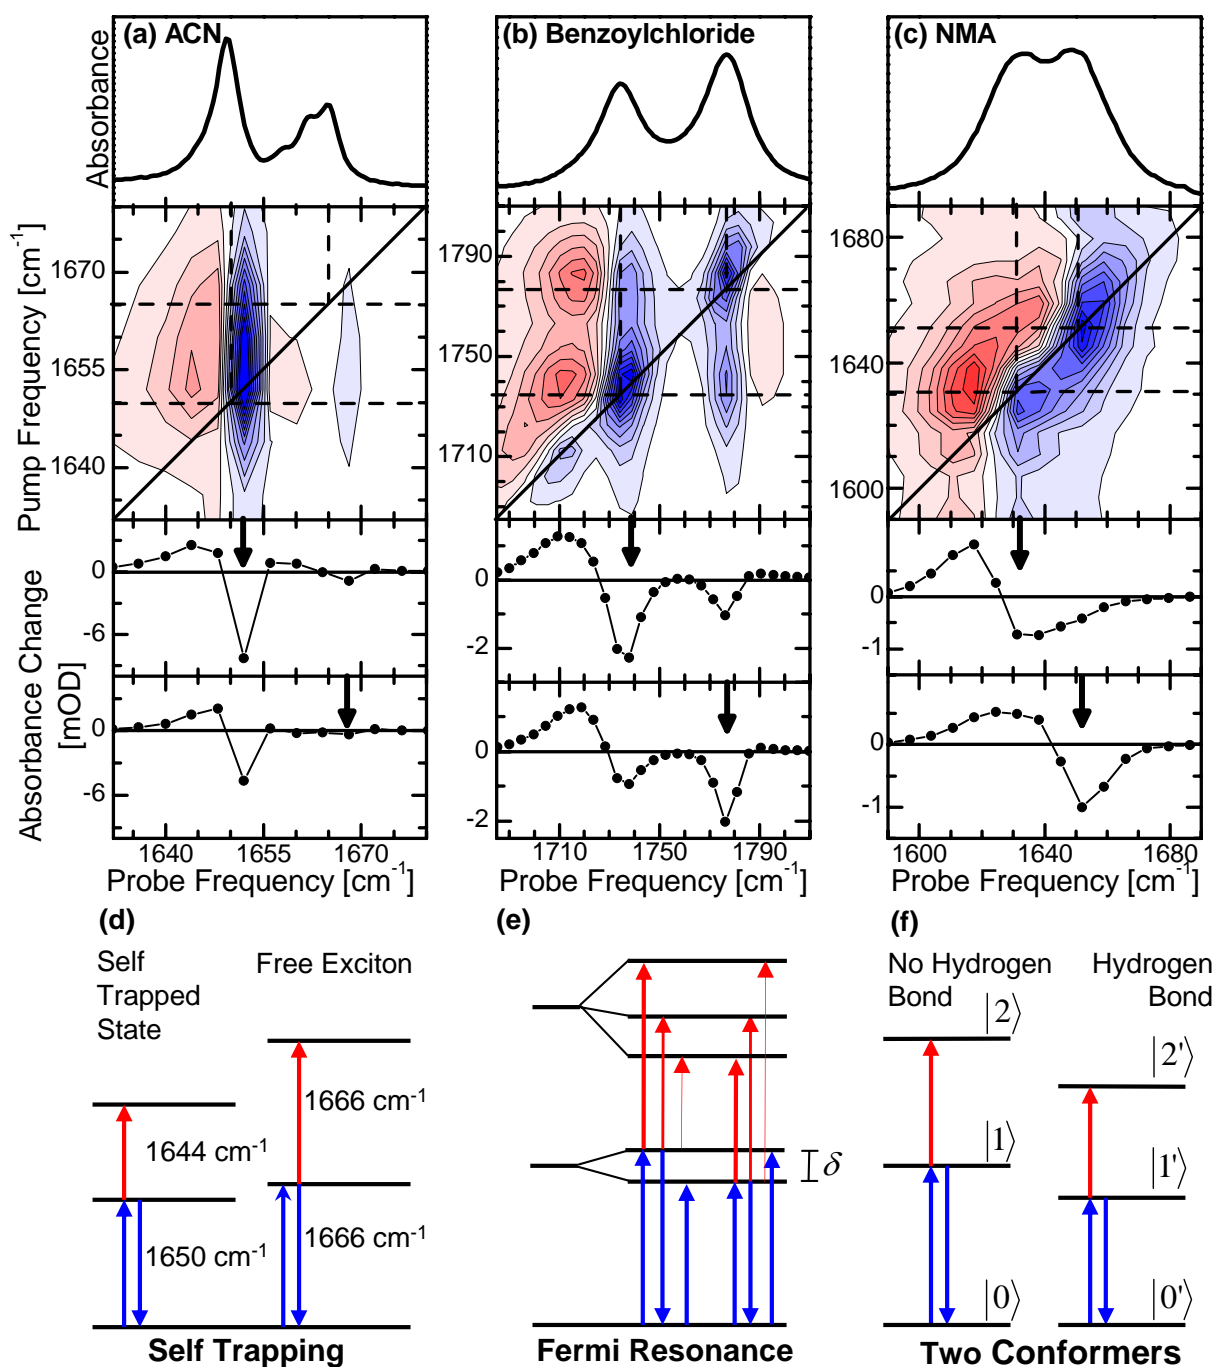 (a) ACN
(b) Benzoylchloride
(c) NMA
Absorbance
Pump Frequency [cm-1]
1670
1655
1640
1790
1750
1710
1680
1640
1600
Absorbance Change
[mOD]
0
-6
0
-6
0
-2
0
-2
0
-1
0
-1
1640 1655 1670
1710 1750 1790
1600 1640 1680
Probe Frequency [cm-1]
Probe Frequency [cm-1]
Probe Frequency [cm-1]
(d)
Self
Trapped
State
Free Exciton
1644 cm-1
1650 cm-1
1666 cm-1
1666 cm-1
Self Trapping
(e)
δ
Fermi Resonance
(f)
No Hydrogen
Bond
Hydrogen
Bond
|2⟩
|2'⟩
|1⟩
|1'⟩
|0⟩
|0'⟩
Two Conformers